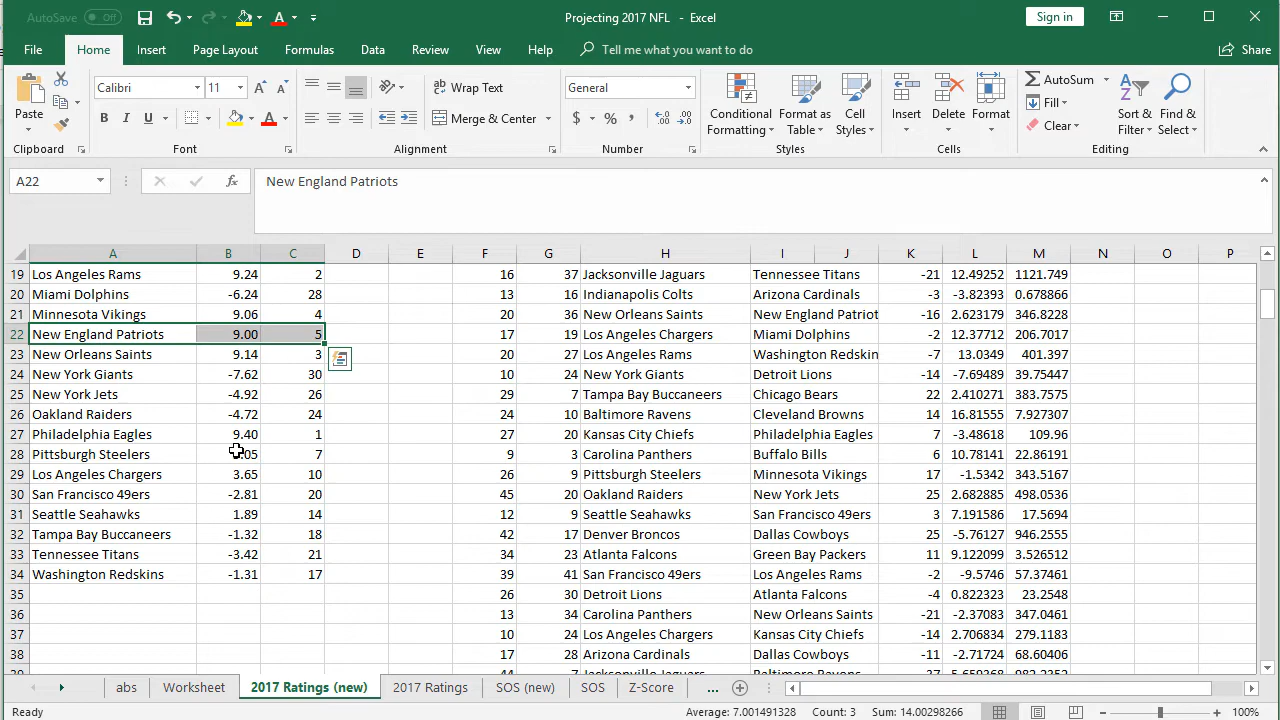 AutoSave Off Projecting 2017 NFL - Excel Sign in
File Home Insert Page Layout Formulas Data Review View Help Tell me what you want to do Share
Paste Calibri 11 Wrap Text General Conditional Formatting Format as Table Cell Styles Insert Delete Format AutoSum Fill Clear Sort & Filter Find & Select
B I U A Merge & Center $ % ,
Clipboard Font Alignment Number Styles Cells Editing
A22 fx New England Patriots
A B C D E F G H I J K L M N O P
19 Los Angeles Rams 9.24 2 16 37 Jacksonville Jaguars Tennessee Titans -21 12.49252 1121.749
20 Miami Dolphins -6.24 28 13 16 Indianapolis Colts Arizona Cardinals -3 -3.82393 0.678866
21 Minnesota Vikings 9.06 4 20 36 New Orleans Saints New England Patriot -16 2.623179 346.8228
22 New England Patriots 9.00 5 17 19 Los Angeles Chargers Miami Dolphins -2 12.37712 206.7017
23 New Orleans Saints 9.14 3 20 27 Los Angeles Rams Washington Redskin -7 13.0349 401.397
24 New York Giants -7.62 30 10 24 New York Giants Detroit Lions -14 -7.69489 39.75447
25 New York Jets -4.92 26 29 7 Tampa Bay Buccaneers Chicago Bears 22 2.410271 383.7575
26 Oakland Raiders -4.72 24 24 10 Baltimore Ravens Cleveland Browns 14 16.81555 7.927307
27 Philadelphia Eagles 9.40 1 27 20 Kansas City Chiefs Philadelphia Eagles 7 -3.48618 109.96
28 Pittsburgh Steelers 7 9 3 Carolina Panthers Buffalo Bills 6 10.78141 22.86191
29 Los Angeles Chargers 3.65 10 26 9 Pittsburgh Steelers Minnesota Vikings 17 -1.5342 343.5167
30 San Francisco 49ers -2.81 20 45 20 Oakland Raiders New York Jets 25 2.682885 498.0536
31 Seattle Seahawks 1.89 14 12 9 Seattle Seahawks San Francisco 49ers 3 7.191586 17.5694
32 Tampa Bay Buccaneers -1.32 18 42 17 Denver Broncos Dallas Cowboys 25 -5.76127 946.2555
33 Tennessee Titans -3.42 21 34 23 Atlanta Falcons Green Bay Packers 11 9.122099 3.526512
34 Washington Redskins -1.31 17 39 41 San Francisco 49ers Los Angeles Rams -2 -9.5746 57.37461
35 26 30 Detroit Lions Atlanta Falcons -4 0.822323 23.2548
36 13 34 Carolina Panthers New Orleans Saints -21 -2.37083 347.0461
37 10 24 Los Angeles Chargers Kansas City Chiefs -14 2.706834 279.1183
38 17 28 Arizona Cardinals Dallas Cowboys -11 -2.71724 68.60406
abs Worksheet 2017 Ratings (new) 2017 Ratings SOS (new) SOS Z-Score ...
Ready Average: 7.001491328 Count: 3 Sum: 14.00298266 100%